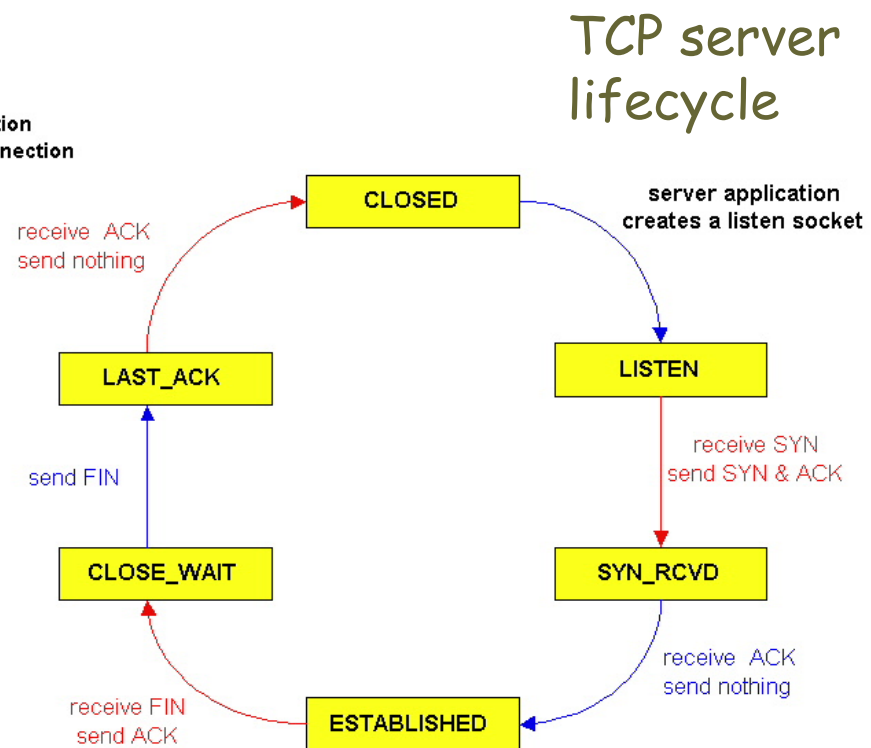 TCP server
lifecycle
nection
CLOSED
server application
creates a listen socket
receive ACK
send nothing
LAST_ACK
LISTEN
receive SYN
send SYN & ACK
send FIN
CLOSE_WAIT
SYN_RCVD
receive ACK
send nothing
receive FIN
send ACK
ESTABLISHED